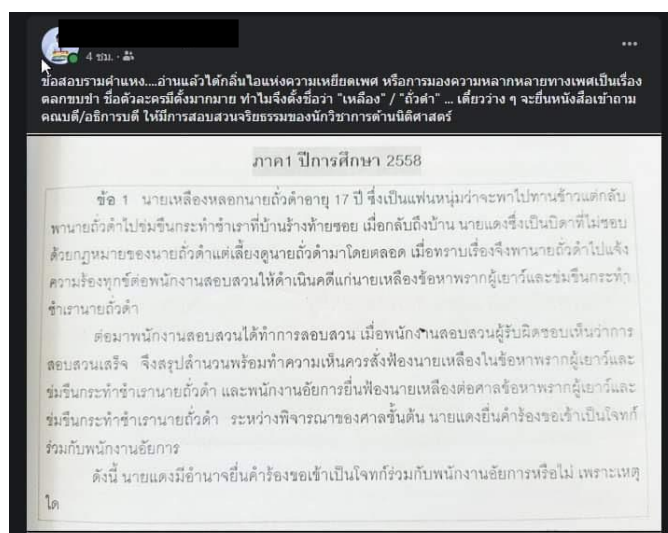 4 ชม. ·
ข้อสอบรามคำแหง....อ่านแล้วได้กลิ่นไอแห่งความเหยียดเพศ หรือการมองความหลากหลายทางเพศเป็นเรื่อง
ตลกขบขำ ชื่อตัวละครมีตั้งมากมาย ทำไมจึงตั้งชื่อว่า "เหลือง" / "ถั่วดำ" ... เดี๋ยวว่าง ๆ จะยื่นหนังสือเข้าถาม
คณบดี/อธิการบดี ให้มีการสอบสวนจริยธรรมของนักวิชาการด้านนิติศาสตร์
ภาค1 ปีการศึกษา 2558
ข้อ 1 นายเหลืองหลอกนายถั่วดำอายุ 17 ปี ซึ่งเป็นแฟนหนุ่มว่าจะพาไปทานข้าวแต่กลับ
พานายถั่วดำไปข่มขืนกระทำชำเราที่บ้านร้างท้ายซอย เมื่อกลับถึงบ้าน นายแดงซึ่งเป็นบิดาที่ไม่ชอบ
ด้วยกฎหมายของนายถั่วดำแต่เลี้ยงดูนายถั่วดำมาโดยตลอด เมื่อทราบเรื่องจึงพานายถั่วดำไปแจ้ง
ความร้องทุกข์ต่อพนักงานสอบสวนให้ดำเนินคดีแก่นายเหลืองข้อหาพรากผู้เยาว์และข่มขืนกระทำ
ชำเรานายถั่วดำ
ต่อมาพนักงานสอบสวนได้ทำการสอบสวน เมื่อพนักงานสอบสวนผู้รับผิดชอบเห็นว่าการ
สอบสวนเสร็จ จึงสรุปสำนวนพร้อมทำความเห็นควรสั่งฟ้องนายเหลืองในข้อหาพรากผู้เยาว์และ
ข่มขืนกระทำชำเรานายถั่วดำ และพนักงานอัยการยื่นฟ้องนายเหลืองต่อศาลข้อหาพรากผู้เยาว์และ
ข่มขืนกระทำชำเรานายถั่วดำ ระหว่างพิจารณาของศาลชั้นต้น นายแดงยื่นคำร้องขอเข้าเป็นโจทก์
ร่วมกับพนักงานอัยการ
ดังนี้ นายแดงมีอำนาจยื่นคำร้องขอเข้าเป็นโจทก์ร่วมกับพนักงานอัยการหรือไม่ เพราะเหตุ
ใด